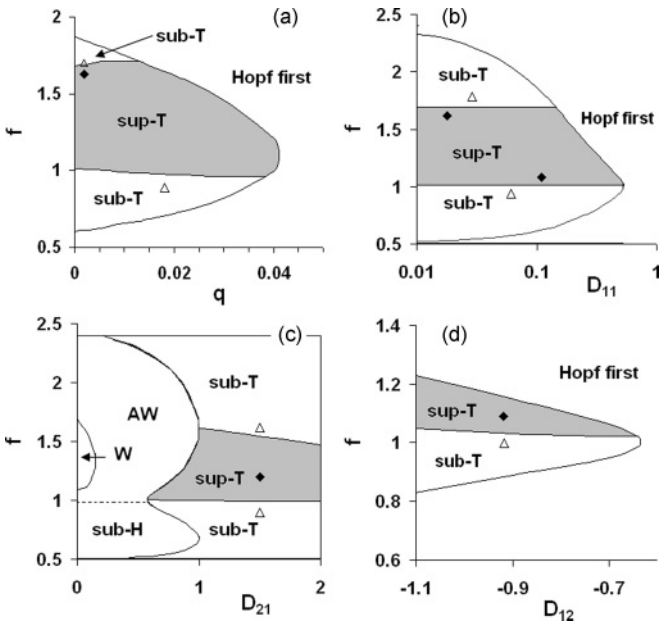 2
(a)
sub-T
Hopf first
1.5
f
sup-T
1
sub-T
0.5
0
0.02
0.04
q
2.5
(b)
sub-T
2
Hopf first
f
1.5
sup-T
1
sub-T
0.5
0.01
0.1
1
D11
2.5
(c)
sub-T
2
AW
f
1.5
W
sup-T
1
sub-H
sub-T
0.5
0
1
2
D21
1.4
(d)
Hopf first
1.2
sup-T
f
1
sub-T
0.8
0.6
-1.1
-0.9
-0.7
D12